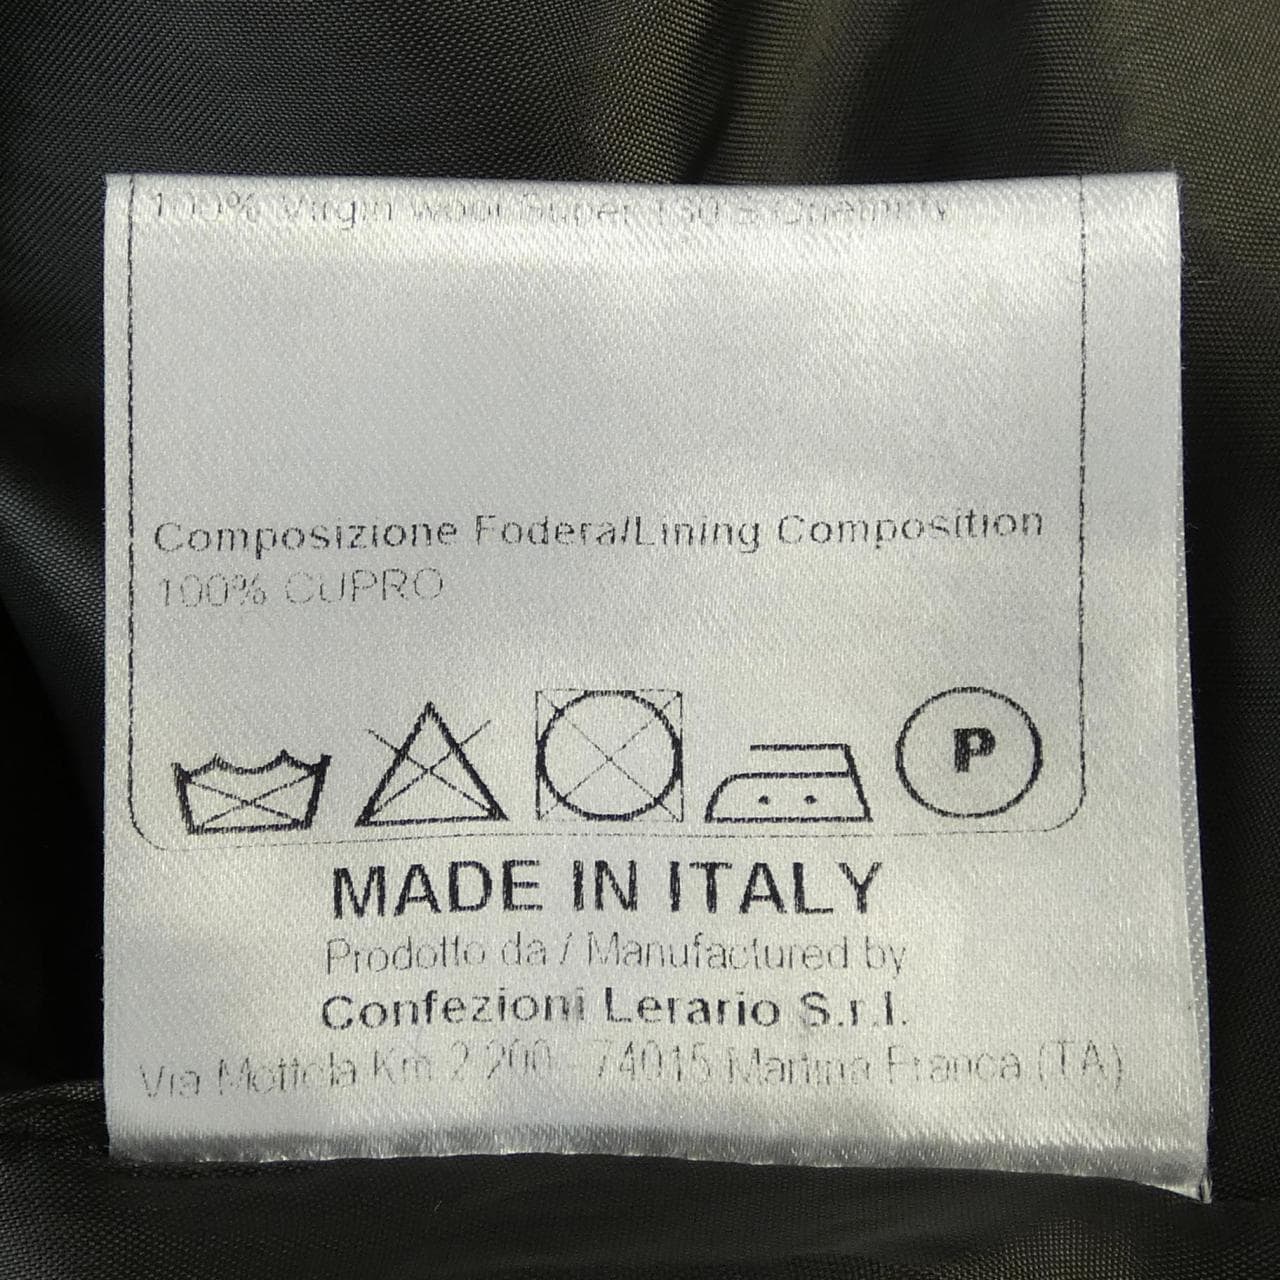 100% Virgin Wool Super 130'S
Composizione Fodera/Lining Composition
100% CUPRO
P
MADE IN ITALY
Prodotto da / Manufactured by
Confezioni Lerario S.r.l.
Via Mottola Km 2.200 - 74015 Martina Franca (TA)